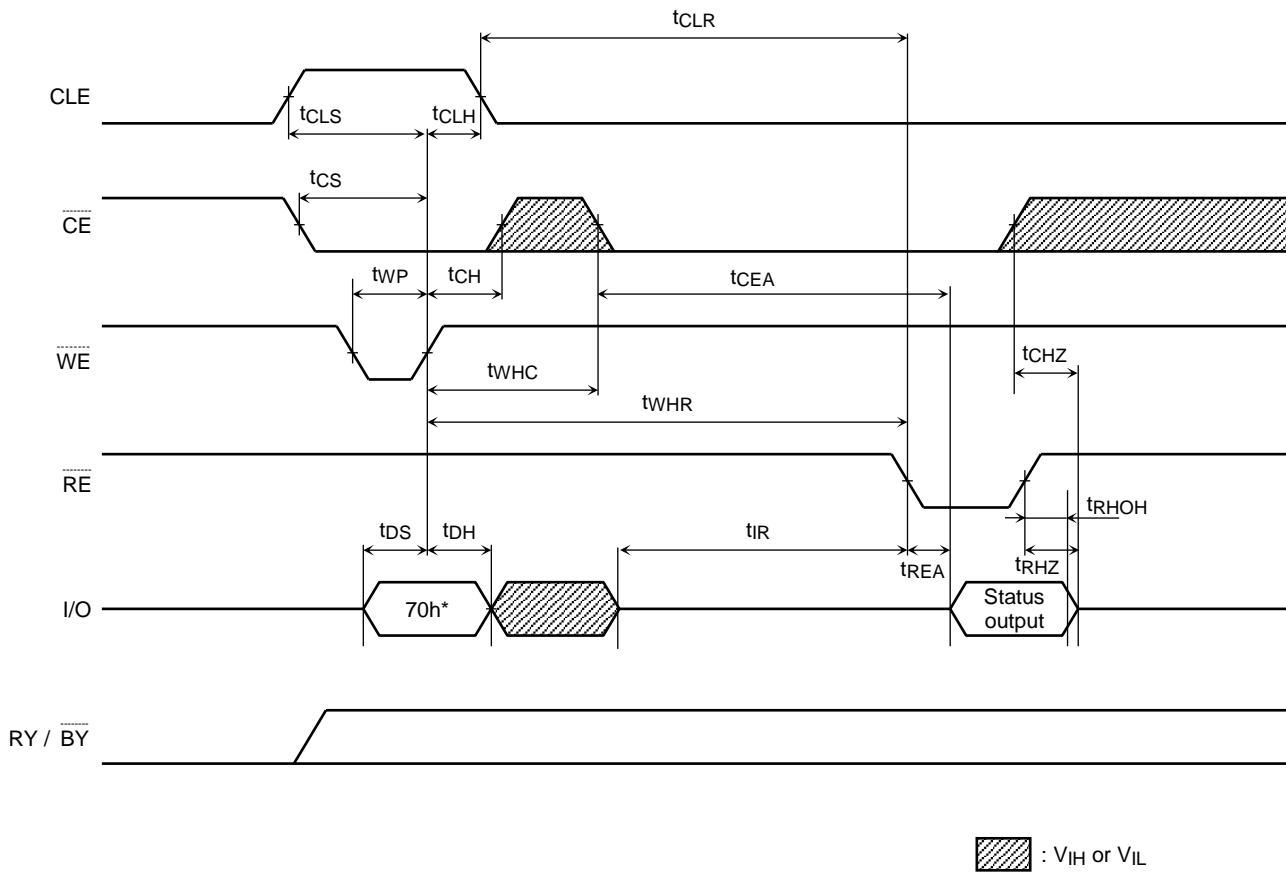 tCLR
CLE
tCLS
tCLH
tCS
CE
tWP
tCH
tCEA
WE
tCHZ
tWHC
tWHR
RE
tRHOH
tDS
tDH
tIR
tREA
tRHZ
I/O
70h*
Status
output
RY / BY
: VIH or VIL